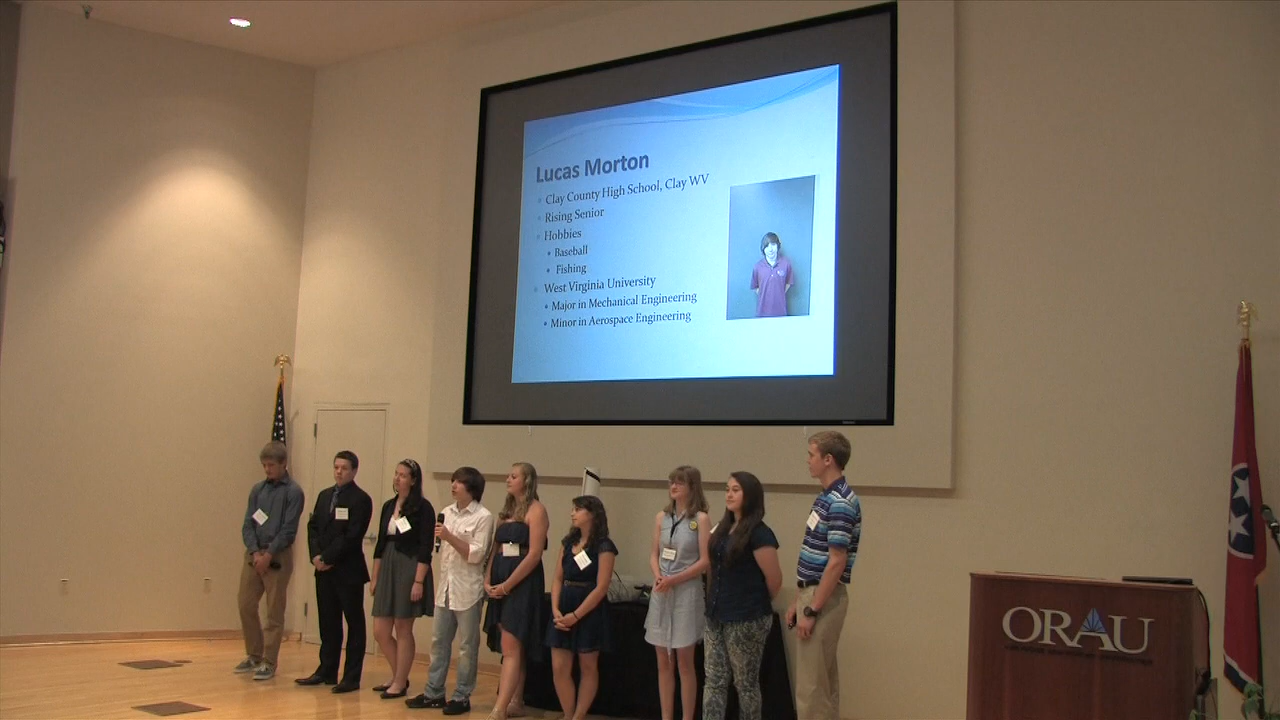 Lucas Morton
Clay County High School, Clay WV
Rising Senior
Hobbies
Baseball
Fishing
West Virginia University
Major in Mechanical Engineering
Minor in Aerospace Engineering
ORAU